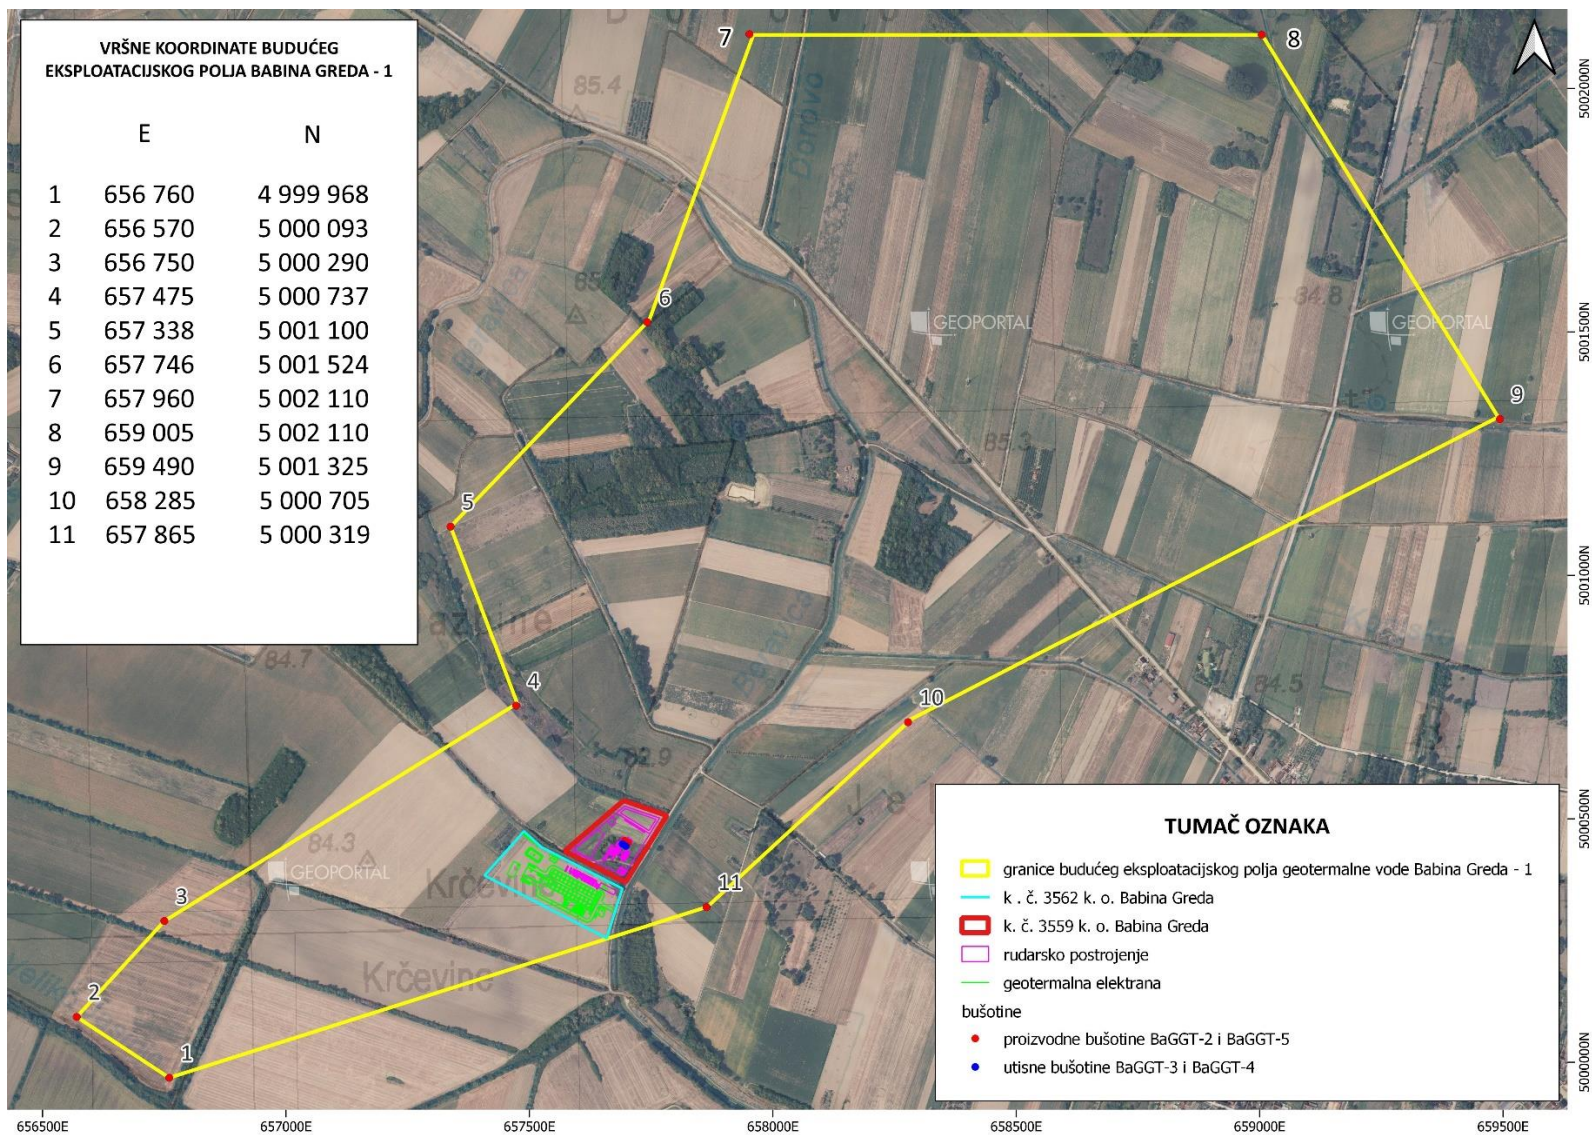 VRŠNE KOORDINATE BUDUĆEG
EKSPLOATACIJSKOG POLJA BABINA GREDA - 1
E N
1 656 760 4 999 968
2 656 570 5 000 093
3 656 750 5 000 290
4 657 475 5 000 737
5 657 338 5 001 100
6 657 746 5 001 524
7 657 960 5 002 110
8 659 005 5 002 110
9 659 490 5 001 325
10 658 285 5 000 705
11 657 865 5 000 319
7
8
85.4
5002000N
6
84.8
GEOPORTAL
GEOPORTAL
5001500N
9
85.3
5
5001000N
84.7
4
84.5
10
82.9
5000500N
84.3
GEOPORTAL
Krčevine
11
3
Krčevine
2
1
5000000N
TUMAČ OZNAKA
granice budućeg eksploatacijskog polja geotermalne vode Babina Greda - 1
k . č. 3562 k. o. Babina Greda
k. č. 3559 k. o. Babina Greda
rudarsko postrojenje
geotermalna elektrana
bušotine
proizvodne bušotine BaGGT-2 i BaGGT-5
utisne bušotine BaGGT-3 i BaGGT-4
656500E 657000E 657500E 658000E 658500E 659000E 659500E